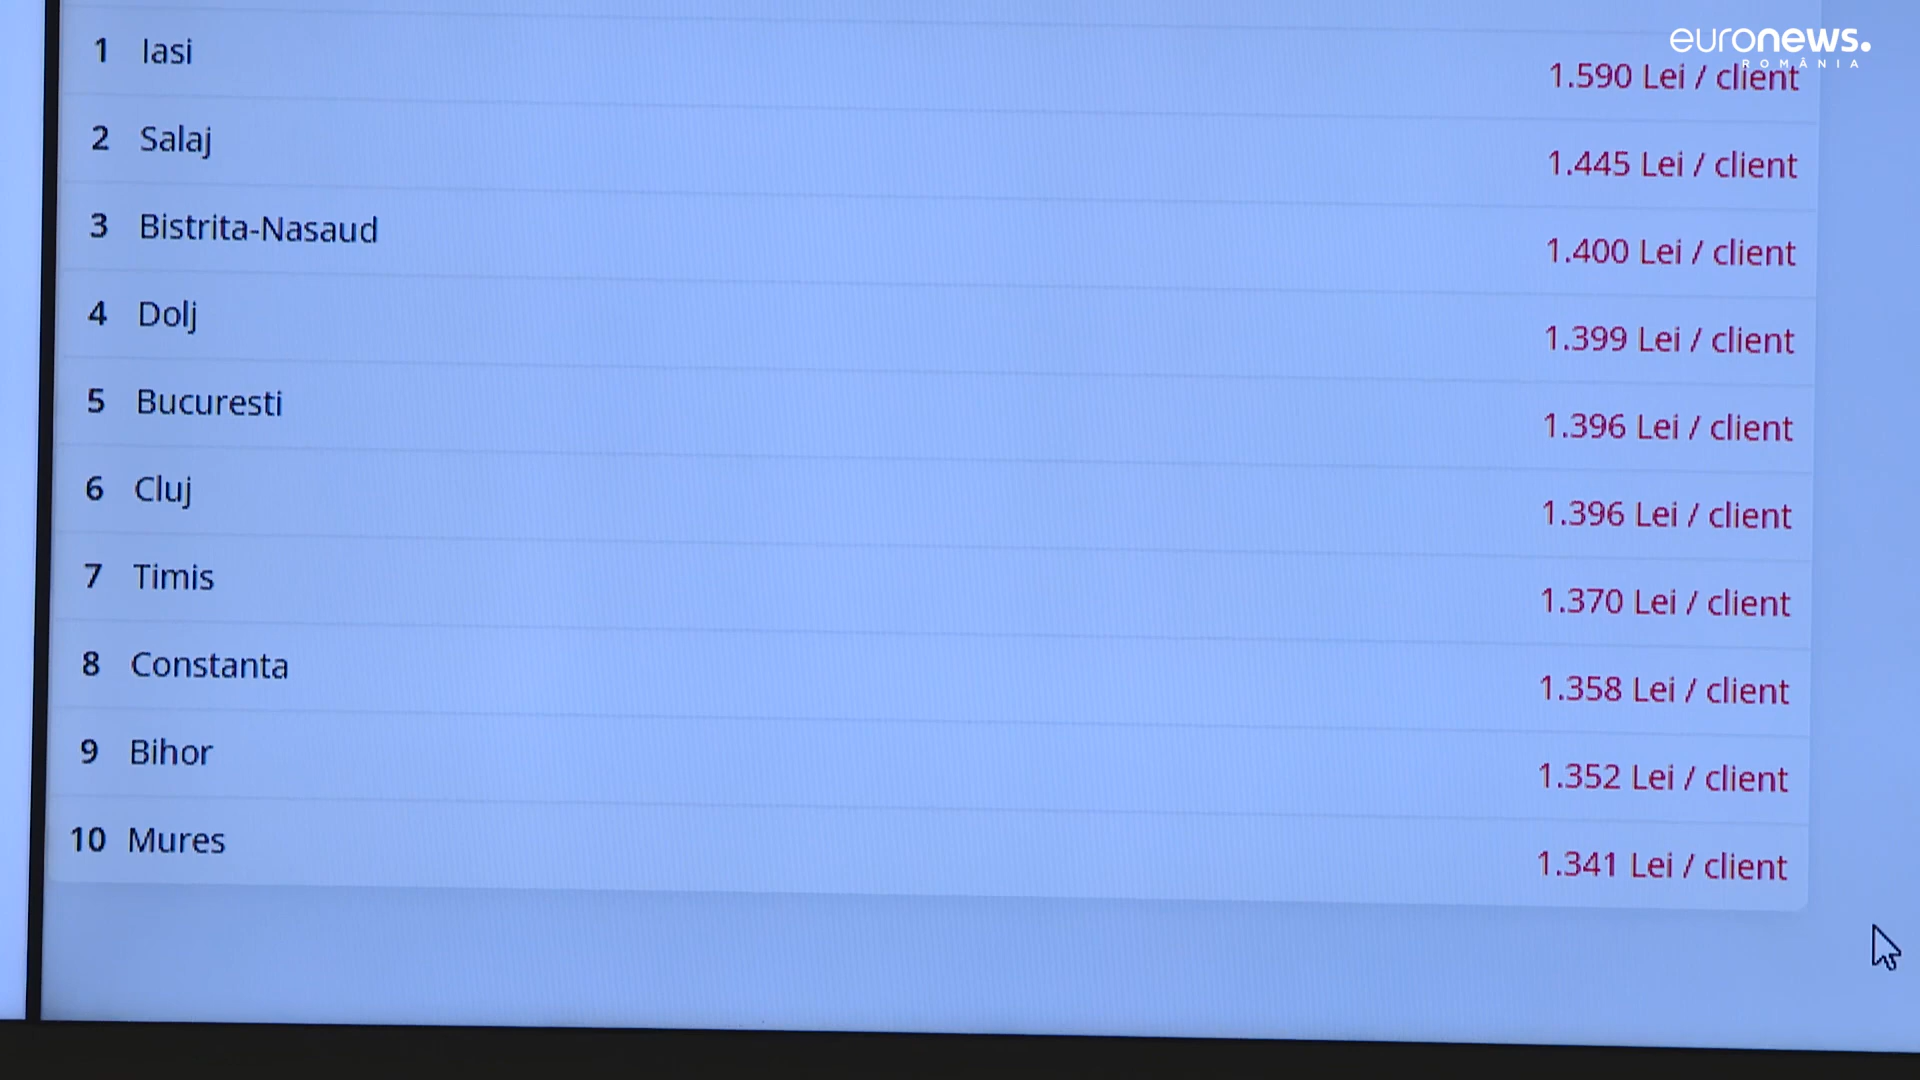 euronews.
ROMÂNIA
1 Iasi 1.590 Lei / client
2 Salaj 1.445 Lei / client
3 Bistrita-Nasaud 1.400 Lei / client
4 Dolj 1.399 Lei / client
5 Bucuresti 1.396 Lei / client
6 Cluj 1.396 Lei / client
7 Timis 1.370 Lei / client
8 Constanta 1.358 Lei / client
9 Bihor 1.352 Lei / client
10 Mures 1.341 Lei / client